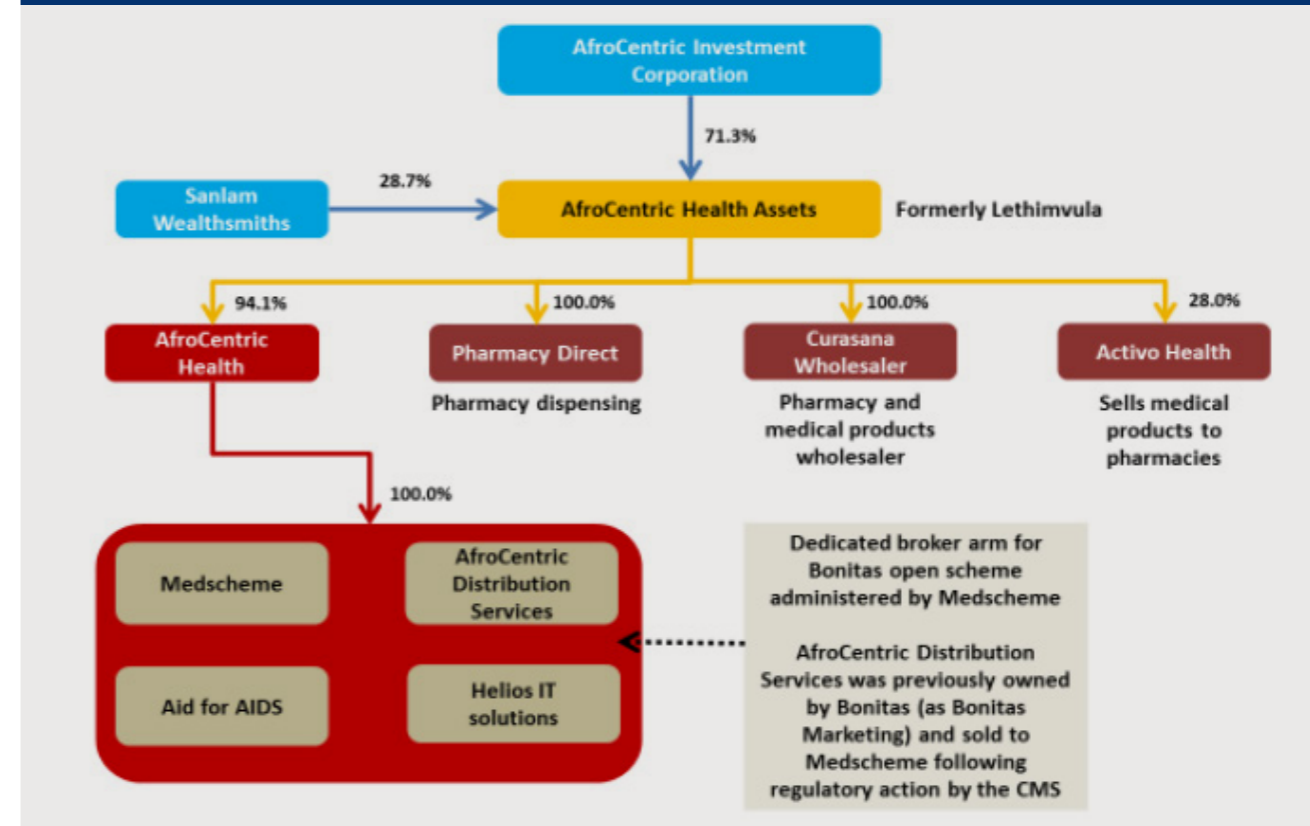 AfroCentric Investment
Corporation
71.3%
28.7%
Sanlam
Wealthsmiths
AfroCentric Health Assets
Formerly Lethimvula
94.1%
100.0%
100.0%
28.0%
AfroCentric
Health
Pharmacy Direct
Curasana
Wholesaler
Activo Health
Pharmacy dispensing
Pharmacy and
medical products
wholesaler
Sells medical
products to
pharmacies
100.0%
Medscheme
AfroCentric
Distribution
Services
Aid for AIDS
Helios IT
solutions
Dedicated broker arm for
Bonitas open scheme
administered by Medscheme
AfroCentric Distribution
Services was previously owned
by Bonitas (as Bonitas
Marketing) and sold to
Medscheme following
regulatory action by the CMS